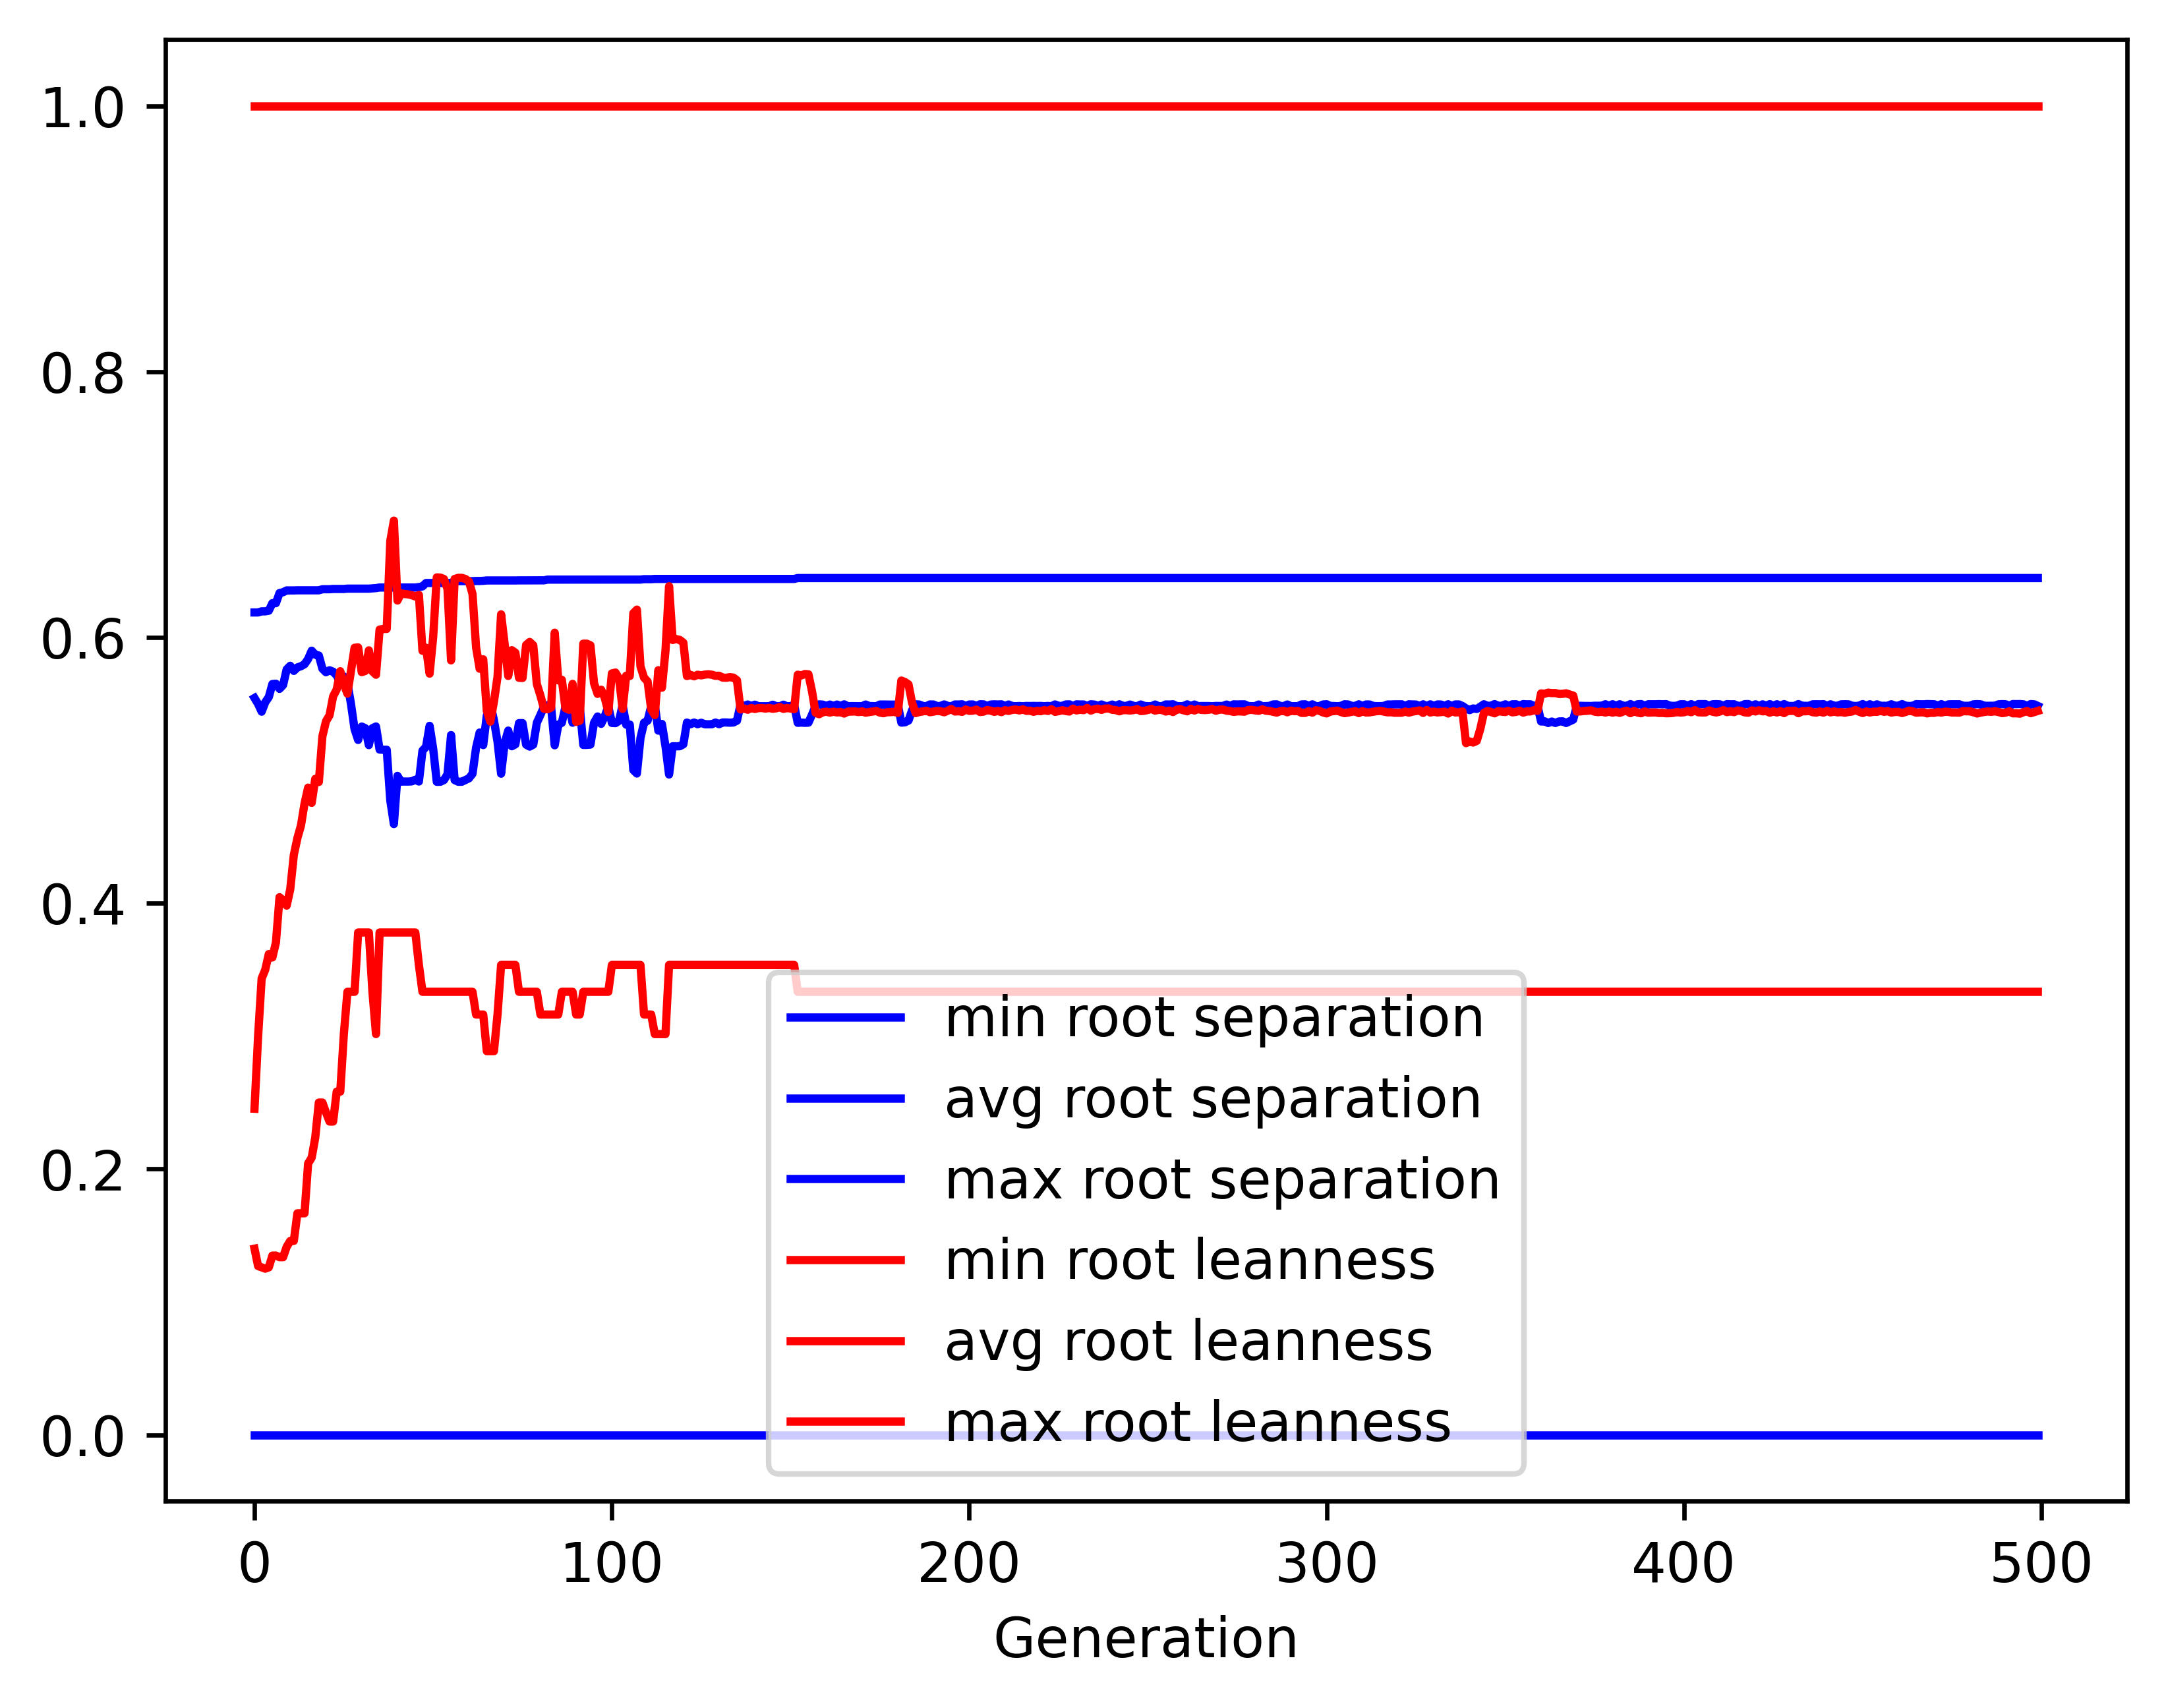 1.0
0.8
0.6
0.4
0.2
0.0
min root separation
avg root separation
max root separation
min root leanness
avg root leanness
max root leanness
0 100 200 300 400 500
Generation